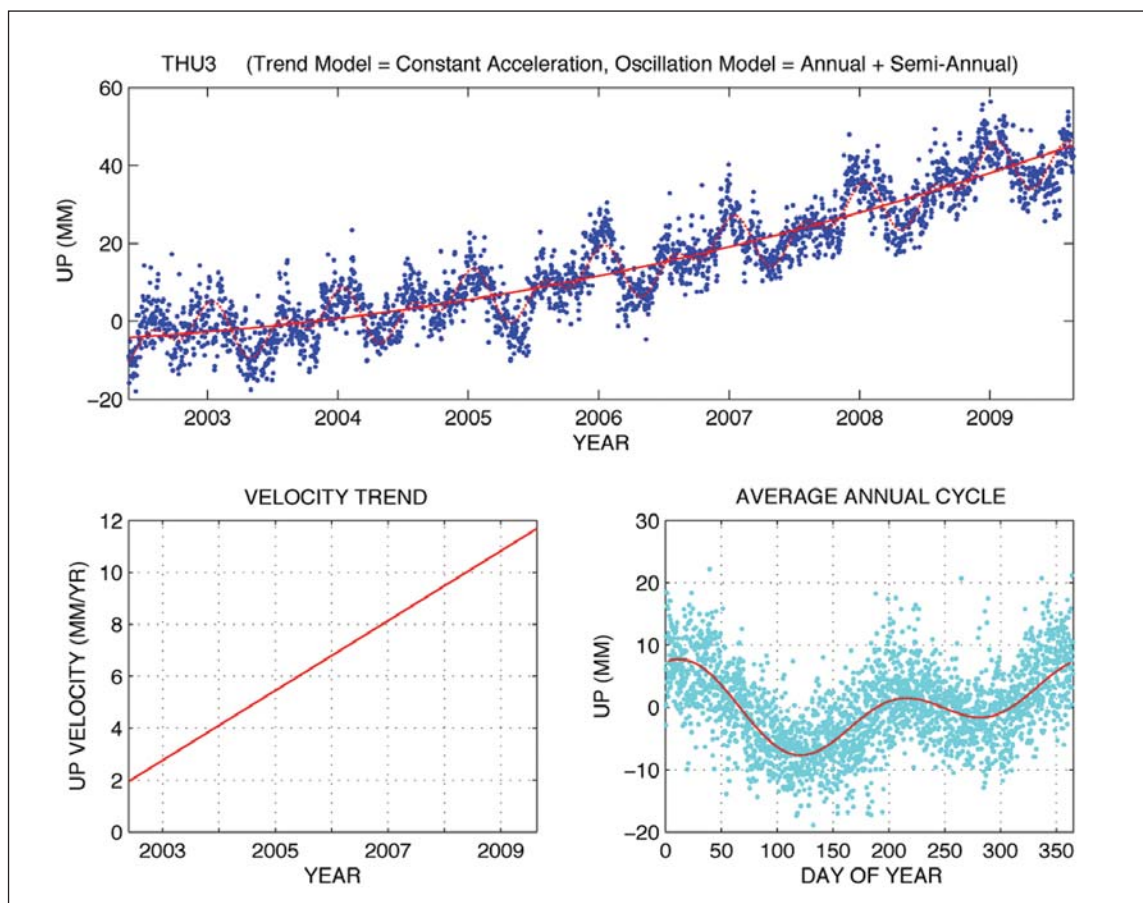 THU3 (Trend Model = Constant Acceleration, Oscillation Model = Annual + Semi-Annual)
60
40
20
0
−20
UP (MM)
2003 2004 2005 2006 2007 2008 2009
YEAR
VELOCITY TREND
12
10
8
6
4
2
0
UP VELOCITY (MM/YR)
2003 2005 2007 2009
YEAR
AVERAGE ANNUAL CYCLE
30
20
10
0
−10
−20
UP (MM)
0 50 100 150 200 250 300 350
DAY OF YEAR